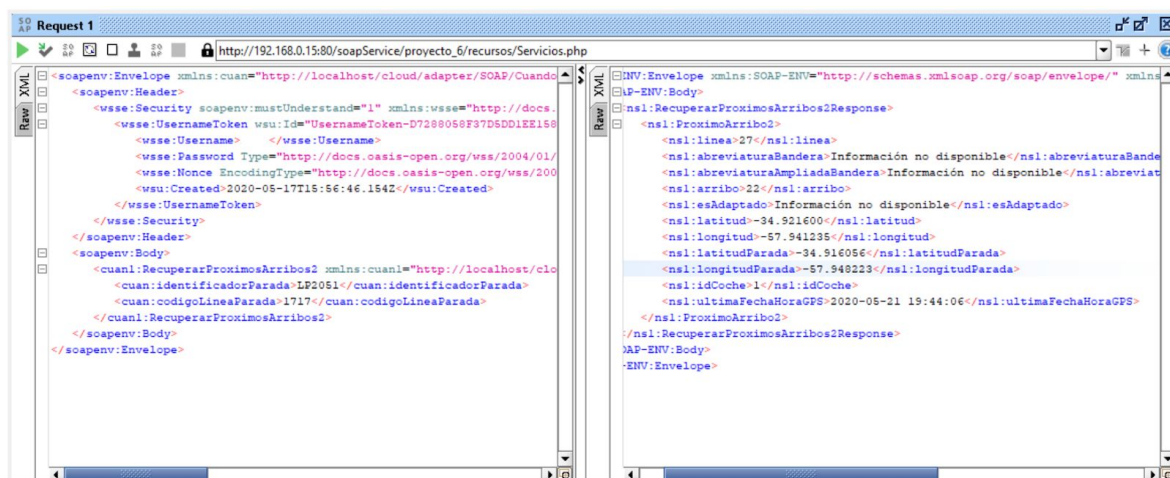 SOAP Request 1
http://192.168.0.15:80/soapService/proyecto_6/recursos/Servicios.php
XML
Raw
<soapenv:Envelope xmlns:cuan="http://localhost/cloud/adapter/SOAP/Cuando
<soapenv:Header>
<wsse:Security soapenv:mustUnderstand="1" xmlns:wsse="http://docs.
<wsse:UsernameToken wsu:Id="UsernameToken-D7288058F37D5DD1EE158
<wsse:Username> </wsse:Username>
<wsse:Password Type="http://docs.oasis-open.org/wss/2004/01/
<wsse:Nonce EncodingType="http://docs.oasis-open.org/wss/200
<wsu:Created>2020-05-17T15:56:46.154Z</wsu:Created>
</wsse:UsernameToken>
</wsse:Security>
</soapenv:Header>
<soapenv:Body>
<cuan1:RecuperarProximosArribos2 xmlns:cuan1="http://localhost/clo
<cuan:identificadorParada>LP2051</cuan:identificadorParada>
<cuan:codigoLineaParada>1717</cuan:codigoLineaParada>
</cuan1:RecuperarProximosArribos2>
</soapenv:Body>
</soapenv:Envelope>
XML
Raw
ENV:Envelope xmlns:SOAP-ENV="http://schemas.xmlsoap.org/soap/envelope/" xmlns
AP-ENV:Body>
ns1:RecuperarProximosArribos2Response>
<ns1:ProximoArribo2>
<ns1:linea>27</ns1:linea>
<ns1:abreviaturaBandera>Información no disponible</ns1:abreviaturaBande
<ns1:abreviaturaAmpliadaBandera>Información no disponible</ns1:abreviat
<ns1:arribo>22</ns1:arribo>
<ns1:esAdaptado>Información no disponible</ns1:esAdaptado>
<ns1:latitud>-34.921600</ns1:latitud>
<ns1:longitud>-57.941235</ns1:longitud>
<ns1:latitudParada>-34.916056</ns1:latitudParada>
<ns1:longitudParada>-57.948223</ns1:longitudParada>
<ns1:idCoche>1</ns1:idCoche>
<ns1:ultimaFechaHoraGPS>2020-05-21 19:44:06</ns1:ultimaFechaHoraGPS>
</ns1:ProximoArribo2>
/ns1:RecuperarProximosArribos2Response>
AP-ENV:Body>
-ENV:Envelope>